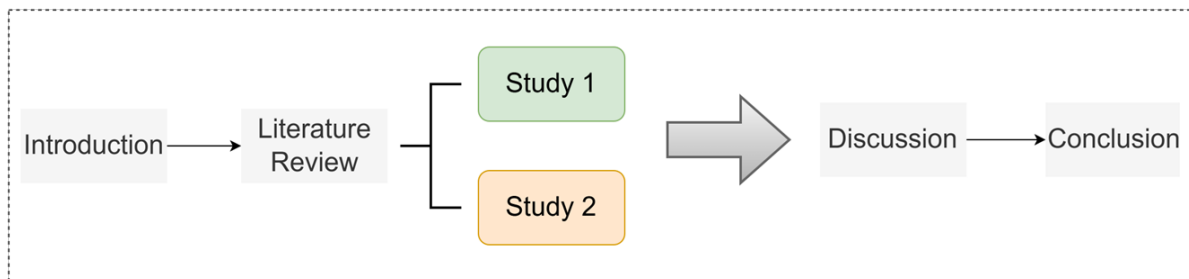 Introduction
Literature
Review
Study 1
Study 2
Discussion
Conclusion